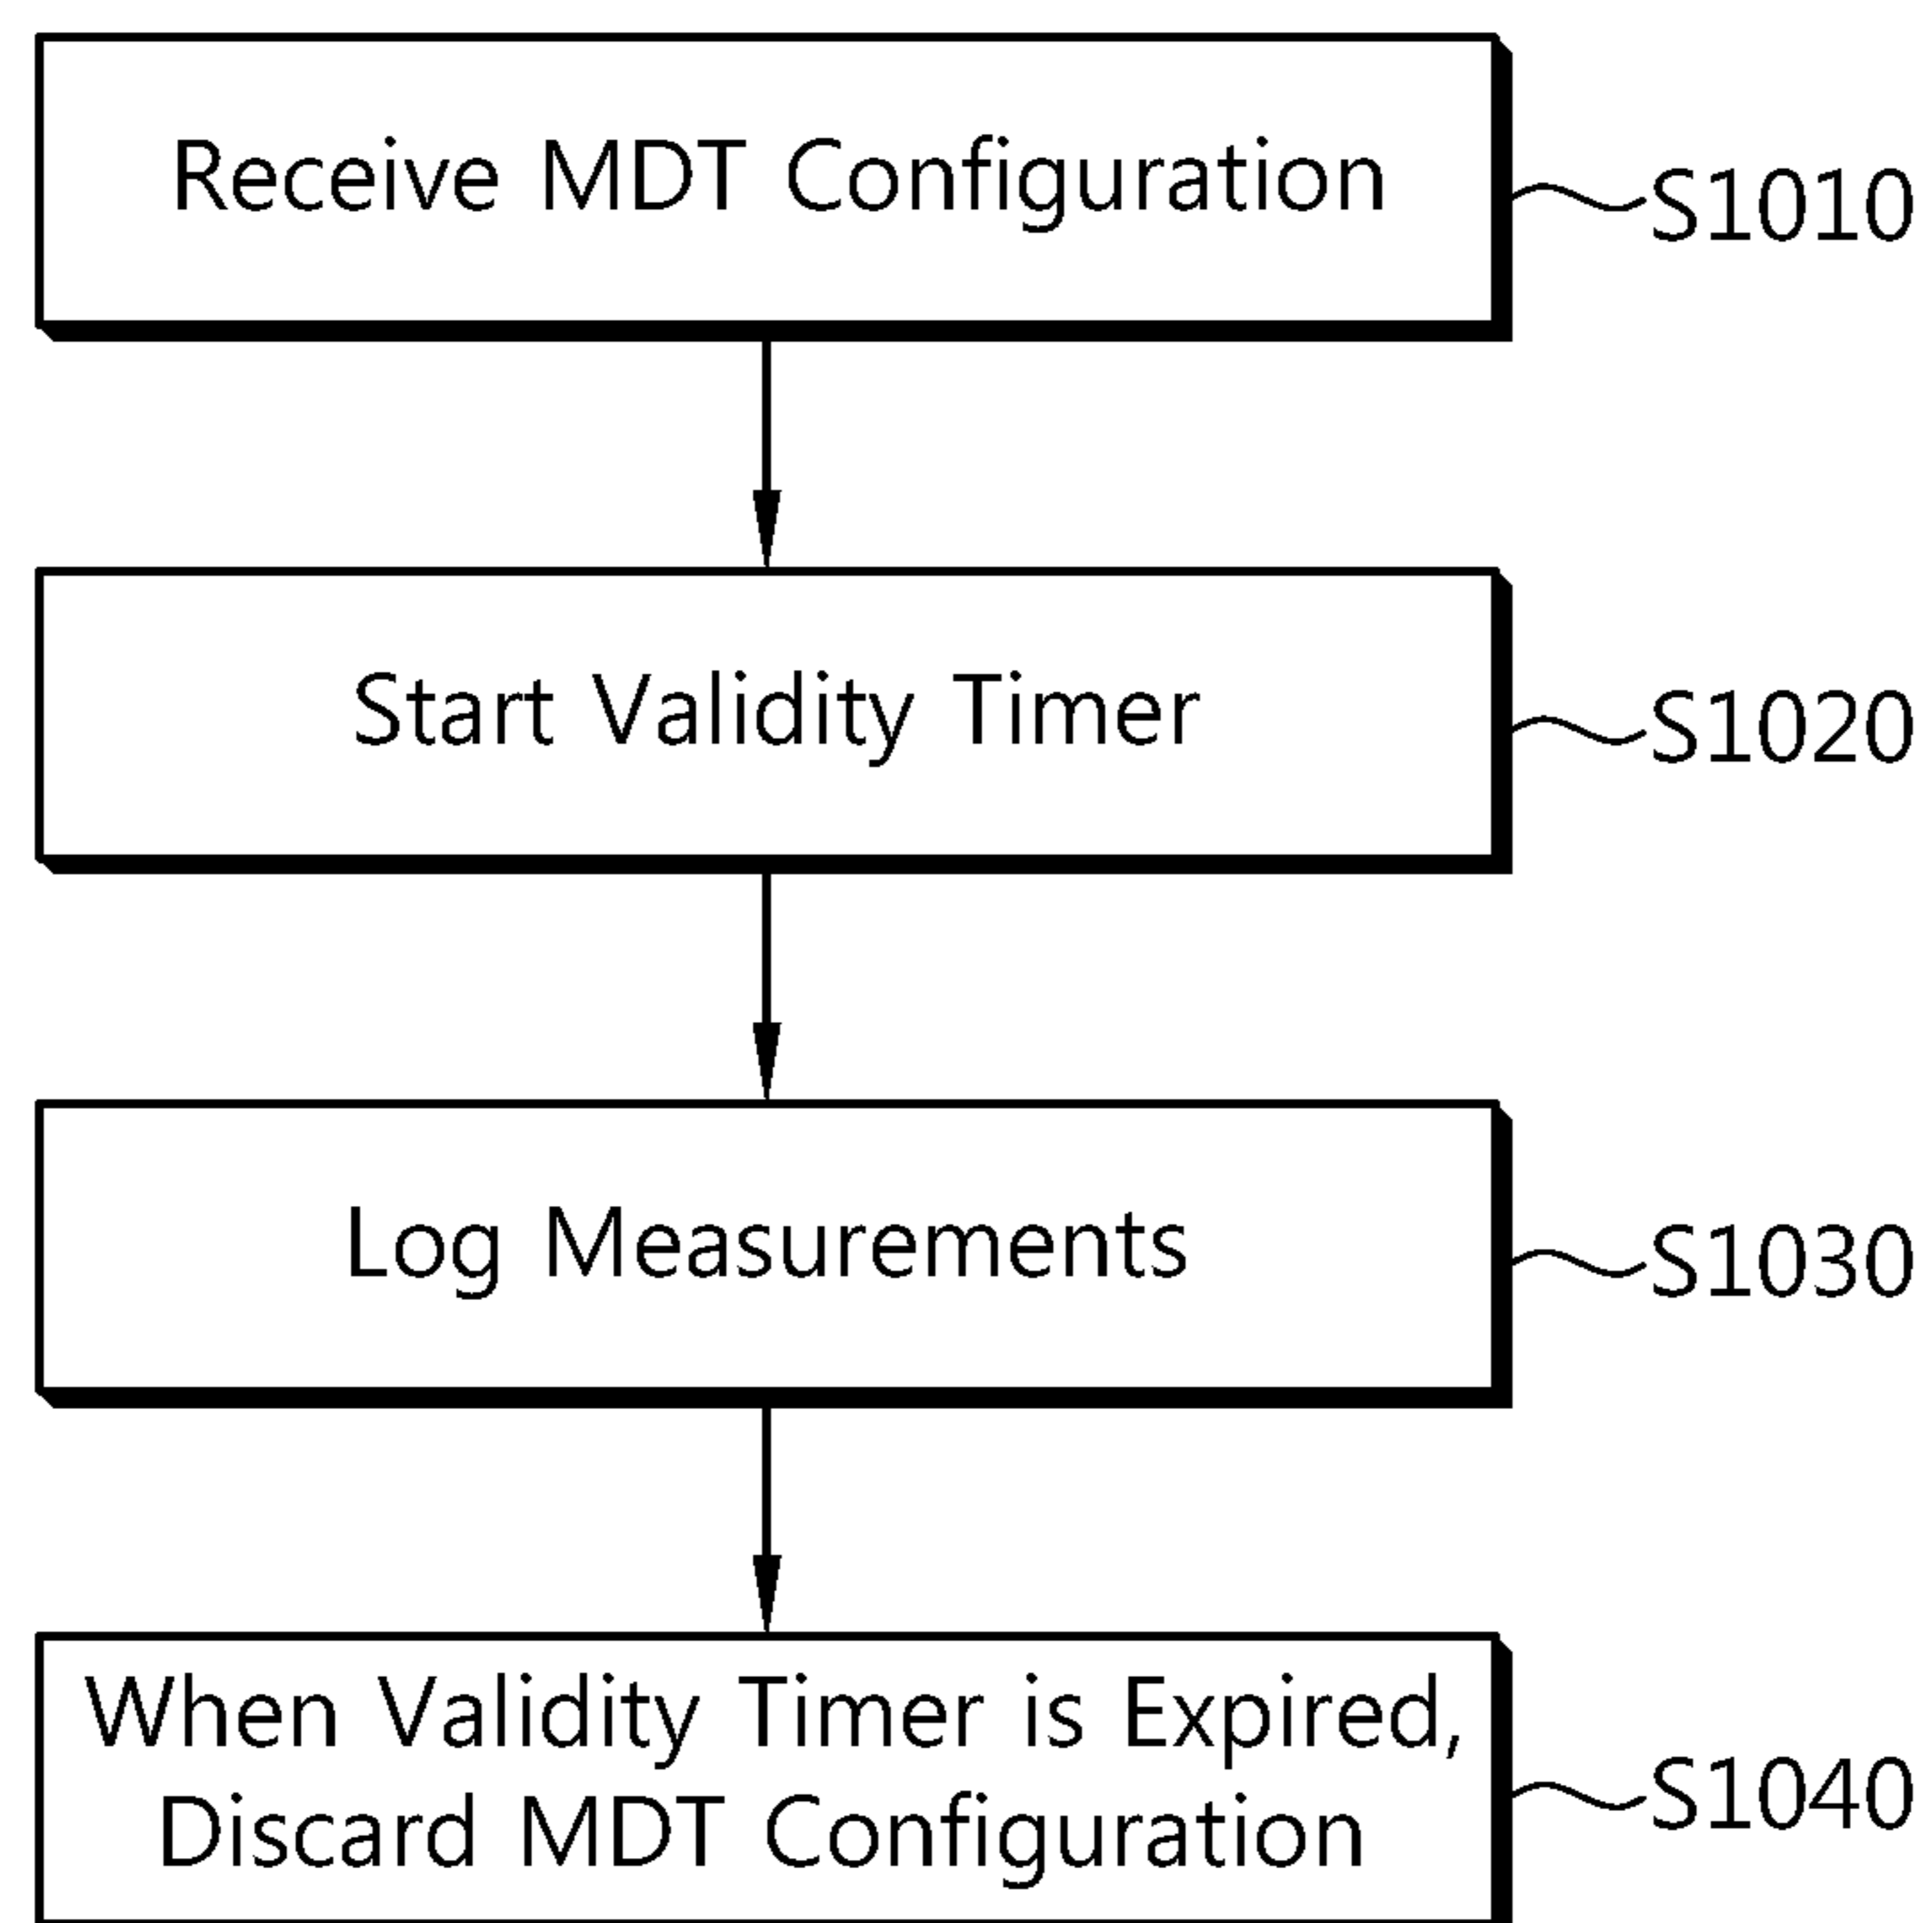 Receive MDT Configuration
S1010
Start Validity Timer
S1020
Log Measurements
S1030
When Validity Timer is Expired,
Discard MDT Configuration
S1040